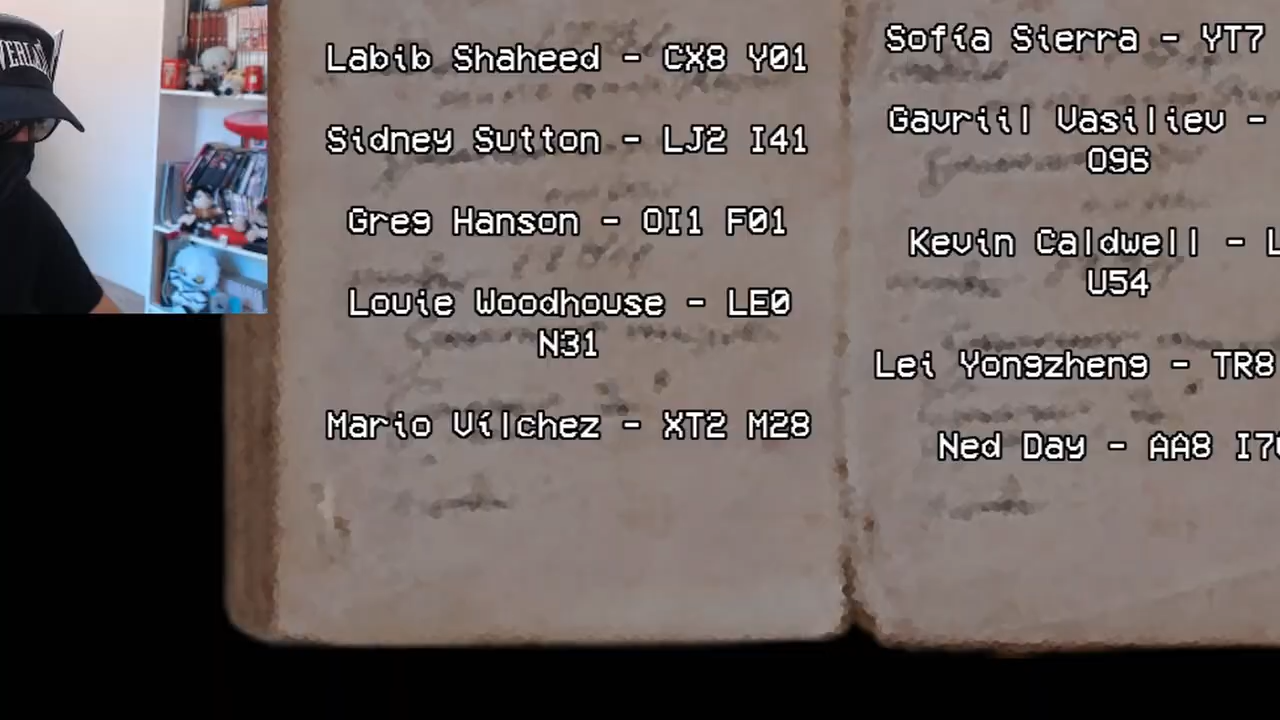 Labib Shaheed - CX8 Y01
Sidney Sutton - LJ2 I41
Greg Hanson - OI1 F01
Louie Woodhouse - LE0
N31
Mario Vílchez - XT2 M28
Sofía Sierra - YT7
Gavriil Vasiliev -
O96
Kevin Caldwell -
U54
Lei Yongzheng - TR8
Ned Day - AA8